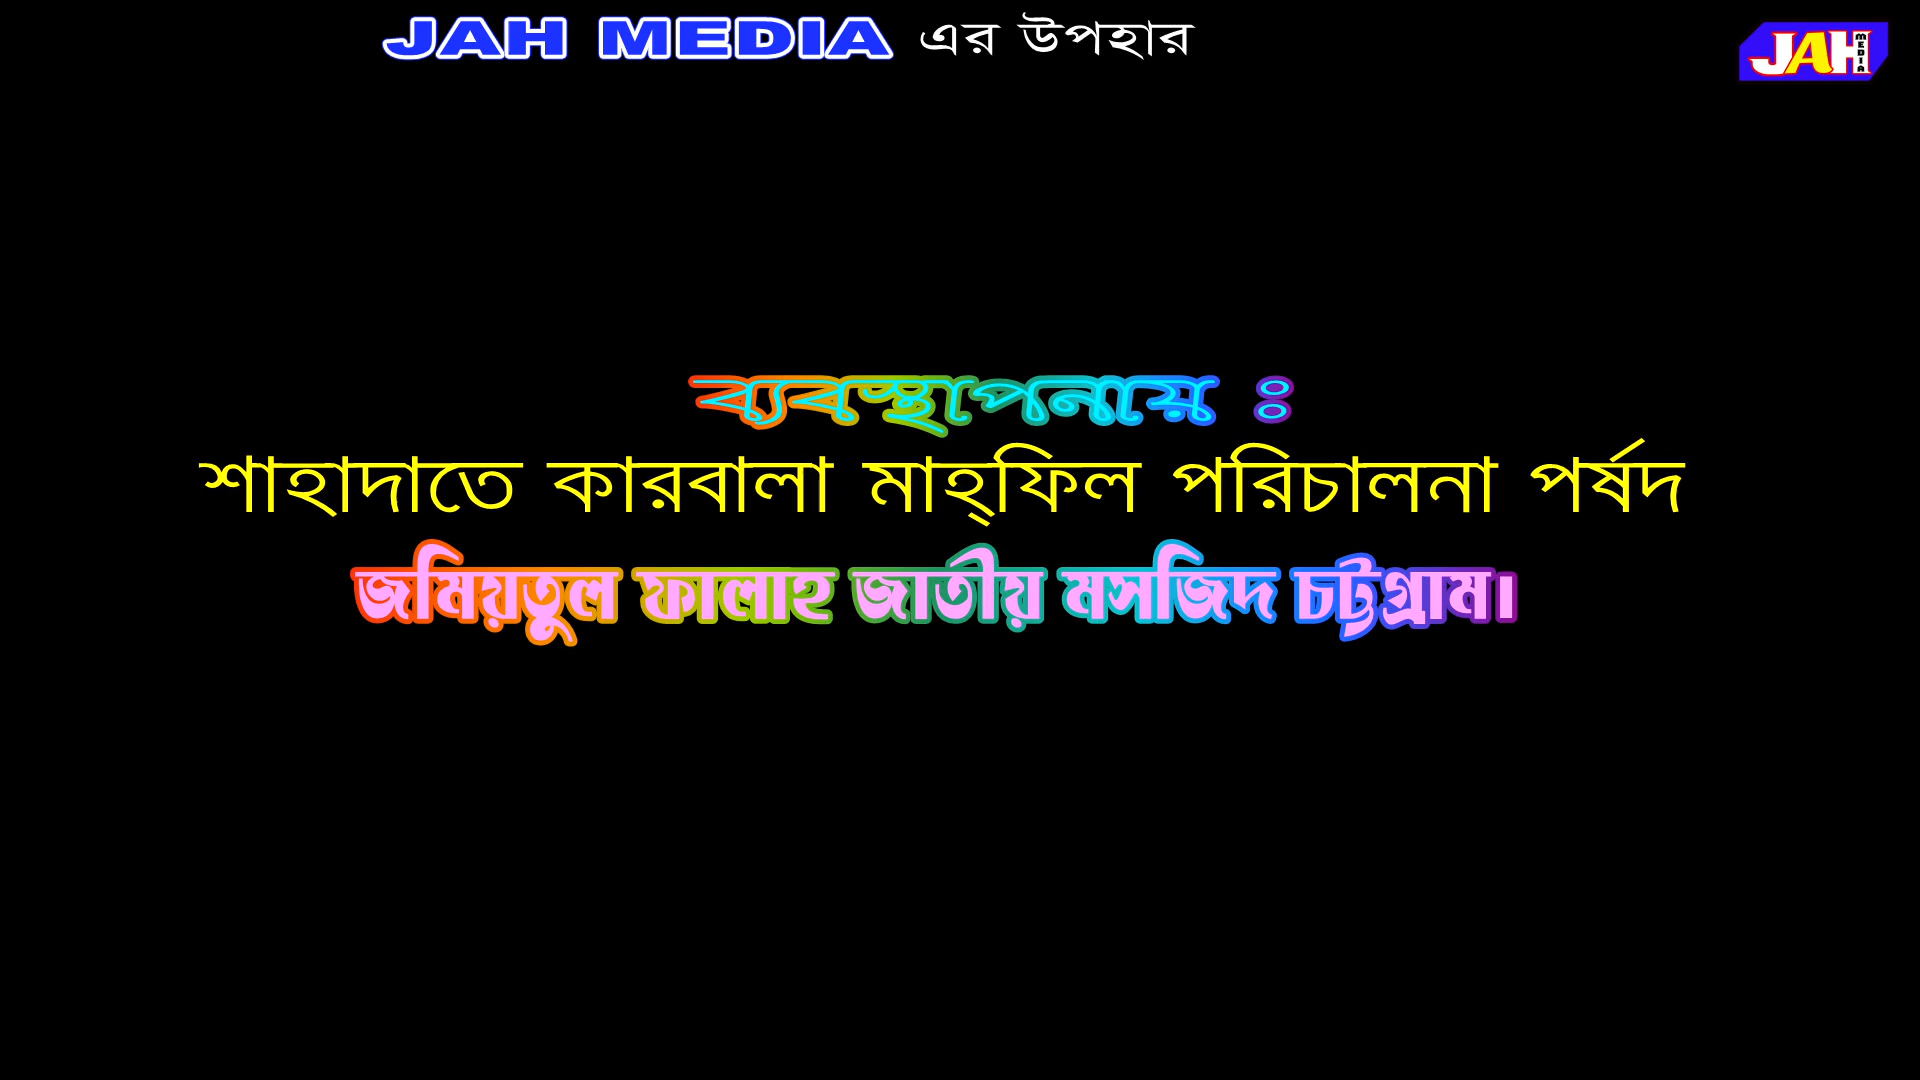 JAH MEDIA এর উপহার
JAH MEDIA
ব্যবস্থাপনায় ঃ
শাহাদাতে কারবালা মাহ্‌ফিল পরিচালনা পর্ষদ
জমিয়তুল ফালাহ জাতীয় মসজিদ চট্টগ্রাম।